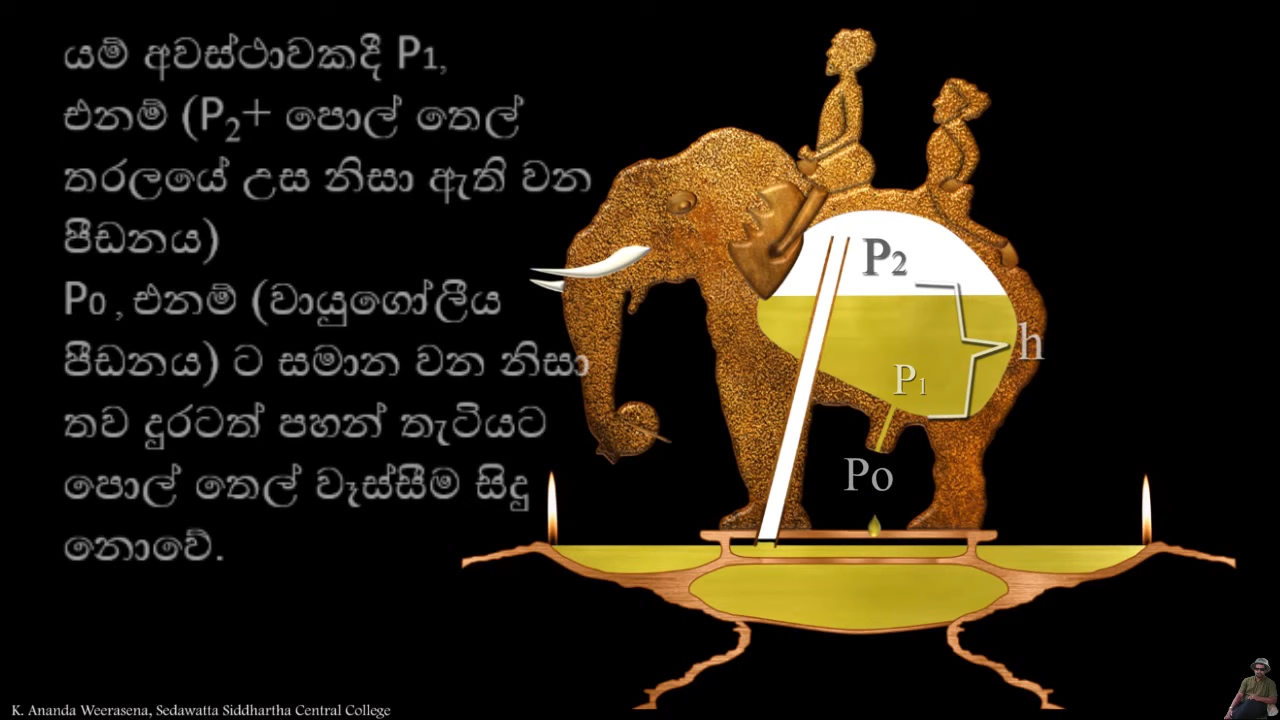 යම් අවස්ථාවකදී P₁,
එනම් (P₂+ පොල් තෙල්
තරලයේ උස නිසා ඇති වන
පීඩනය)
P₀ , එනම් (වායුගෝලීය
පීඩනය) ට සමාන වන නිසා
තව දුරටත් පහන් තැටියට
පොල් තෙල් වෑස්සීම සිදු
නොවේ.
P₂
h
P₁
Po
K. Ananda Weerasena, Sedawatta Siddhartha Central College